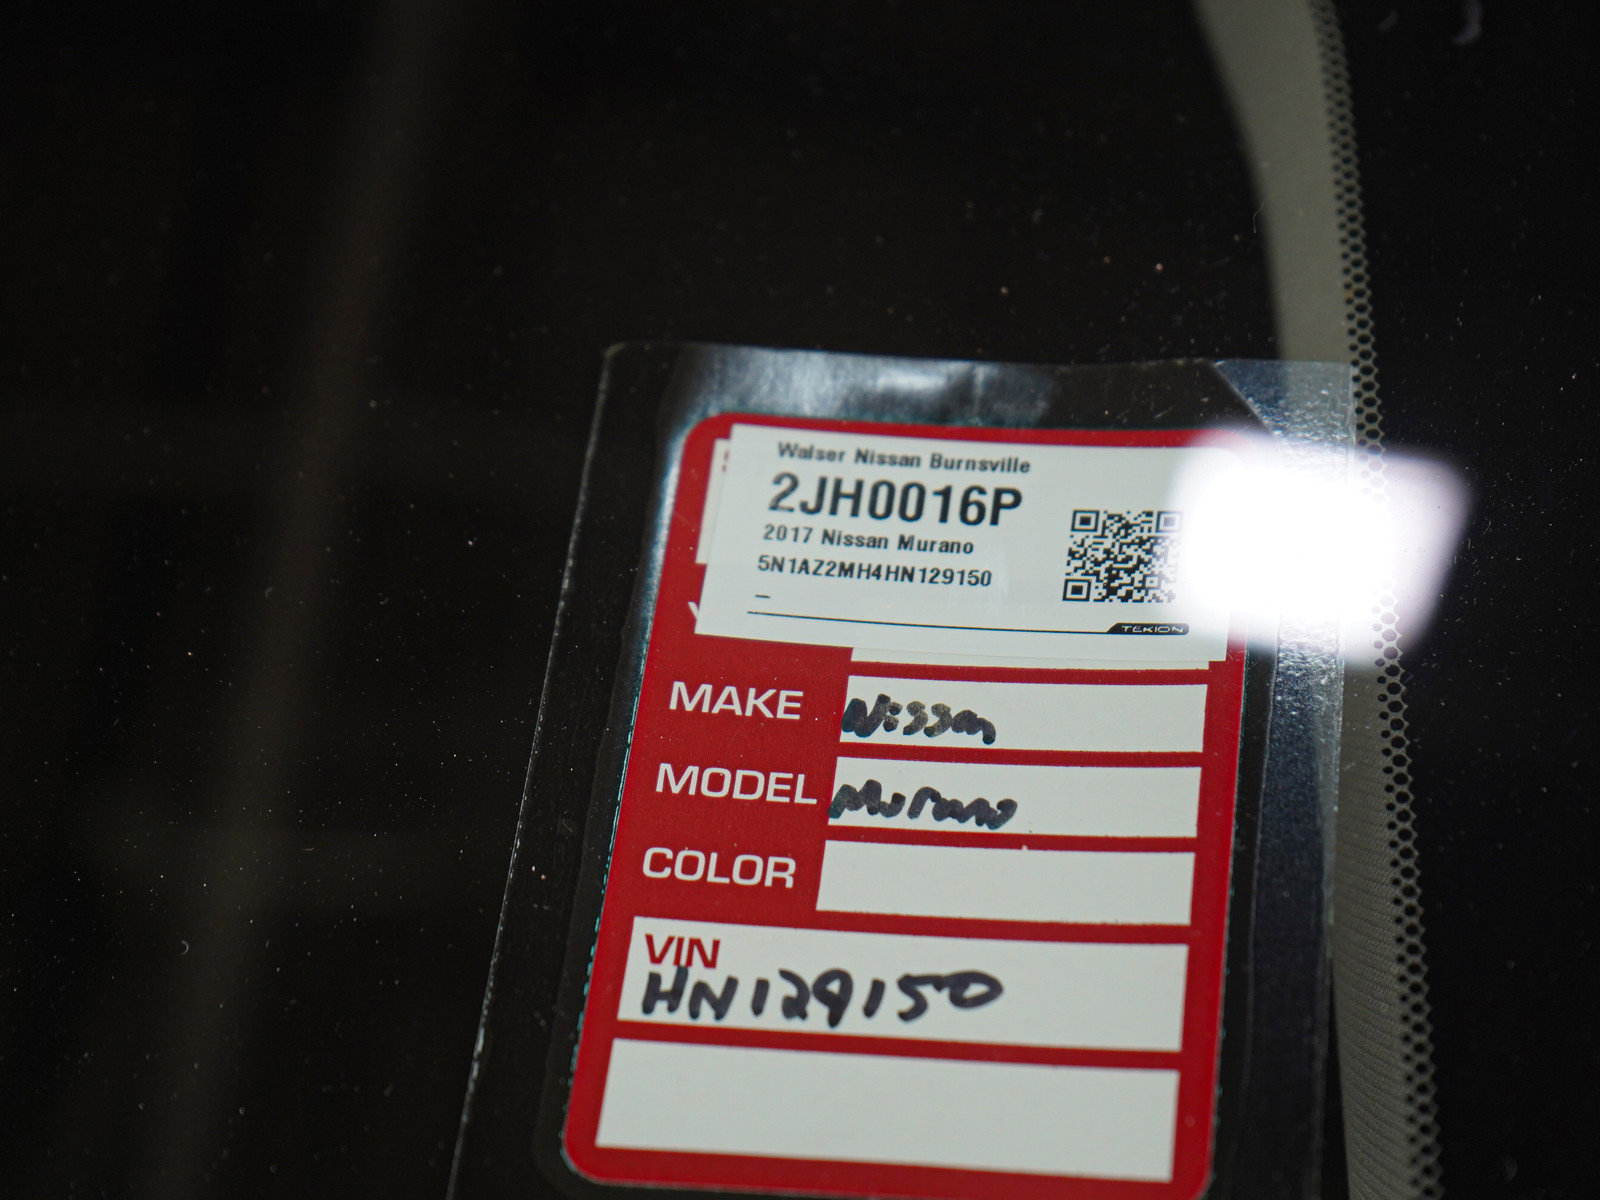 Walser Nissan Burnsville
2JH0016P
2017 Nissan Murano
5N1AZ2MH4HN129150
TEKION
MAKE Nissan
MODEL Murano
COLOR
VIN
HN129150